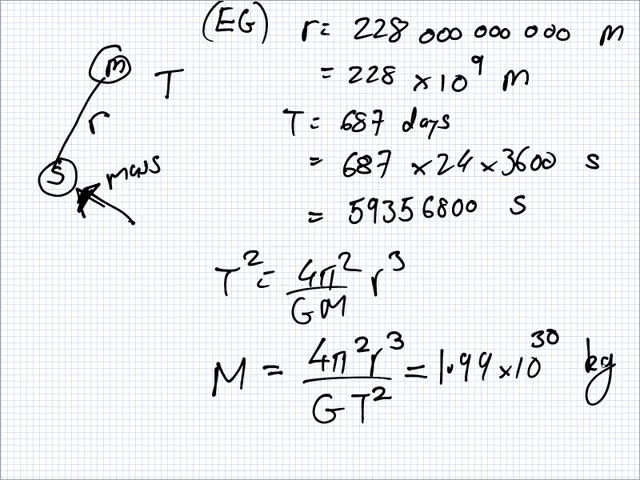 (EG) r = 228 000 000 000 m
= 228 × 10⁹ m
T = 687 days
= 687 × 24 × 3600 s
= 59356800 s
m T
r
S mass
T² = 4π²/GM r³
M = 4π²r³/GT² = 1.99 × 10³⁰ kg